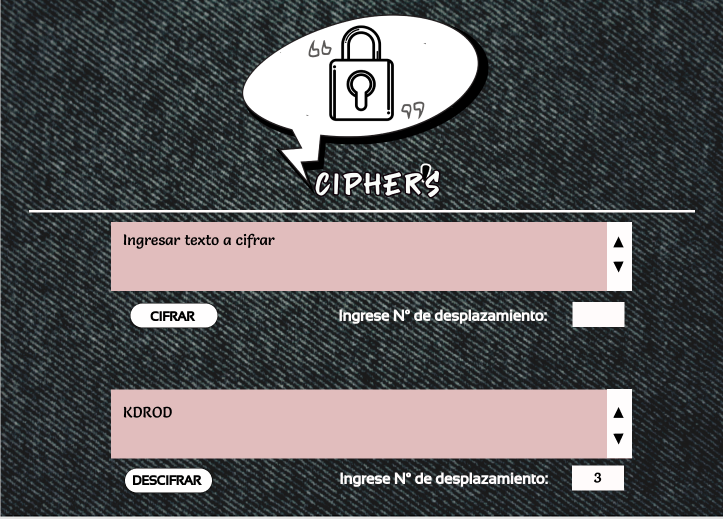 CIPHER'S
Ingresar texto a cifrar
CIFRAR Ingrese N° de desplazamiento:
KDROD
DESCIFRAR Ingrese N° de desplazamiento: 3